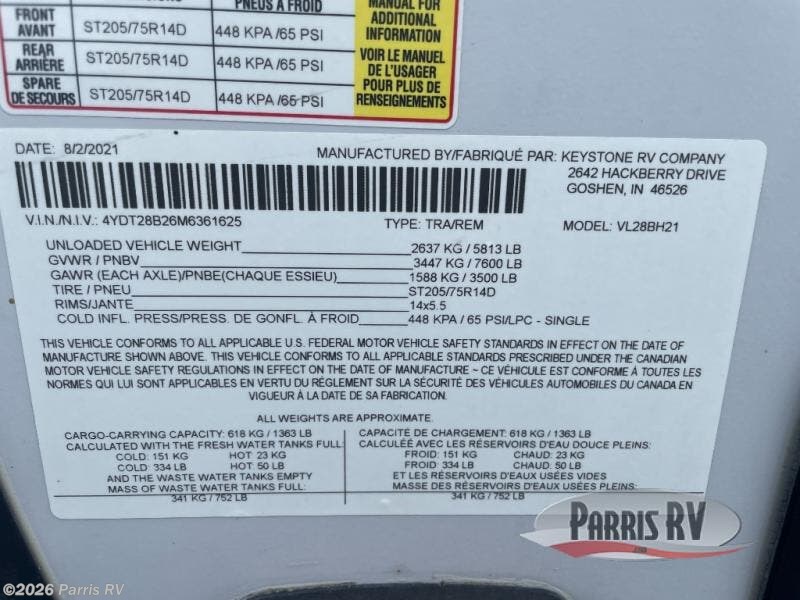 PNEUS À FROID
FRONT
AVANT
ST205/75R14D
448 KPA /65 PSI
REAR
ARRIÈRE
ST205/75R14D
448 KPA /65 PSI
SPARE
DE SECOURS
ST205/75R14D
448 KPA /65 PSI
MANUAL FOR
ADDITIONAL
INFORMATION
VOIR LE MANUEL
DE L'USAGER
POUR PLUS DE
RENSEIGNEMENTS
DATE: 8/2/2021
MANUFACTURED BY/FABRIQUÉ PAR: KEYSTONE RV COMPANY
2642 HACKBERRY DRIVE
GOSHEN, IN 46526
V.I.N./N.I.V.: 4YDT28B26M6361625 TYPE: TRA/REM MODEL: VL28BH21
UNLOADED VEHICLE WEIGHT 2637 KG / 5813 LB
GVWR / PNBV 3447 KG / 7600 LB
GAWR (EACH AXLE)/PNBE(CHAQUE ESSIEU) 1588 KG / 3500 LB
TIRE / PNEU ST205/75R14D
RIMS/JANTE 14x5.5
COLD INFL. PRESS/PRESS. DE GONFL. À FROID 448 KPA / 65 PSI/LPC - SINGLE
THIS VEHICLE CONFORMS TO ALL APPLICABLE U.S. FEDERAL MOTOR VEHICLE SAFETY STANDARDS IN EFFECT ON THE DATE OF
MANUFACTURE SHOWN ABOVE. THIS VEHICLE CONFORMS TO ALL APPLICABLE STANDARDS PRESCRIBED UNDER THE CANADIAN
MOTOR VEHICLE SAFETY REGULATIONS IN EFFECT ON THE DATE OF MANUFACTURE ~ CE VÉHICULE EST CONFORME À TOUTES LES
NORMES QUI LUI SONT APPLICABLES EN VERTU DU RÉGLEMENT SUR LA SÉCURITÉ DES VÉHICULES AUTOMOBILES DU CANADA EN
VIGUEUR À LA DATE DE SA FABRICATION.
ALL WEIGHTS ARE APPROXIMATE.
CARGO-CARRYING CAPACITY: 618 KG / 1363 LB
CALCULATED WITH THE FRESH WATER TANKS FULL:
COLD: 151 KG HOT: 23 KG
COLD: 334 LB HOT: 50 LB
AND THE WASTE WATER TANKS EMPTY
MASS OF WASTE WATER TANKS FULL:
341 KG / 752 LB
CAPACITÉ DE CHARGEMENT: 618 KG / 1363 LB
CALCULÉE AVEC LES RÉSERVOIRS D'EAU DOUCE PLEINS:
FROID: 151 KG CHAUD: 23 KG
FROID: 334 LB CHAUD: 50 LB
ET LES RÉSERVOIRS D'EAUX USÉES VIDES
MASSE DES RÉSERVOIRS D'EAUX USÉES PLEINS:
341 KG / 752 LB
PARRIS RV
©2026 Parris RV